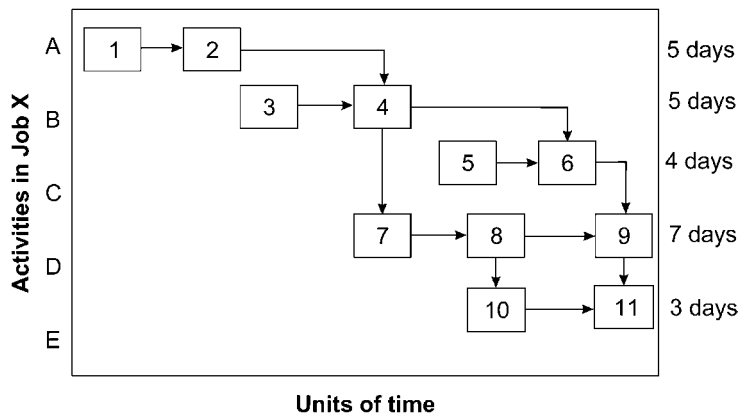 A 1 2 5 days
B 3 4 5 days
5 6 4 days
C
7 8 9 7 days
D
10 11 3 days
E
Activities in Job X
Units of time